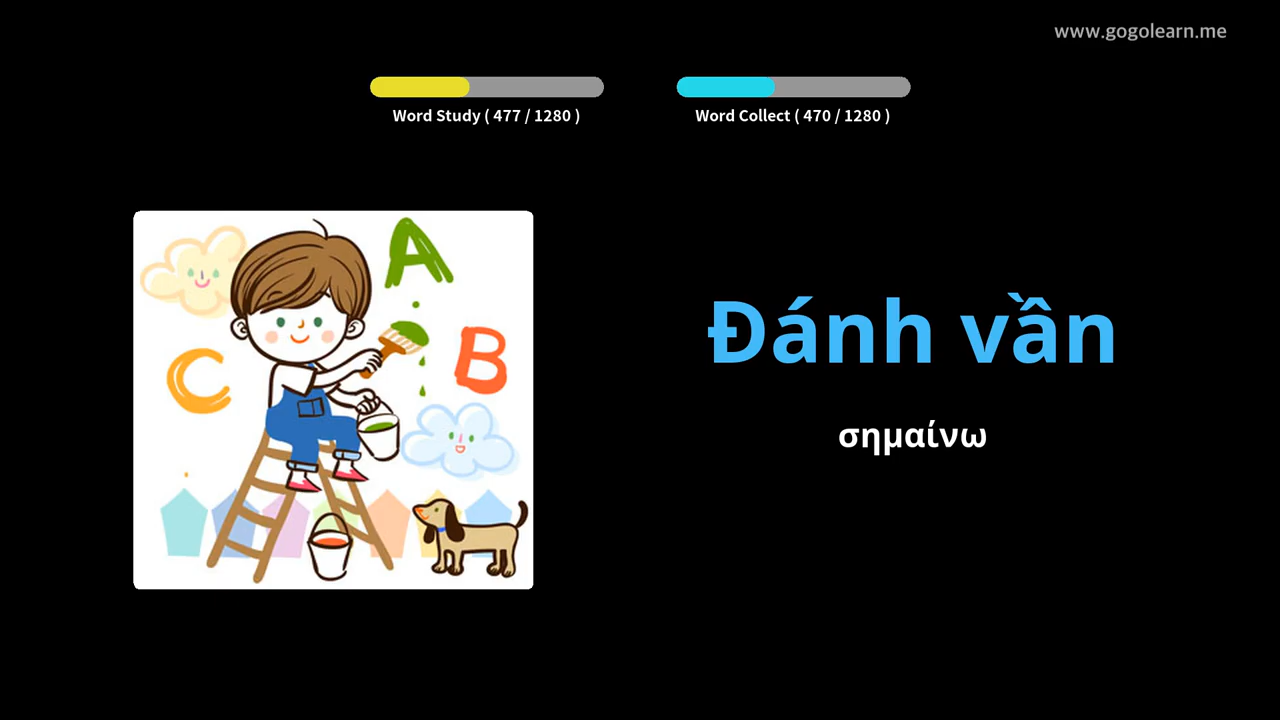 www.gogolearn.me
Word Study ( 477 / 1280 )
Word Collect ( 470 / 1280 )
A
B
C
Đánh vần
σημαίνω